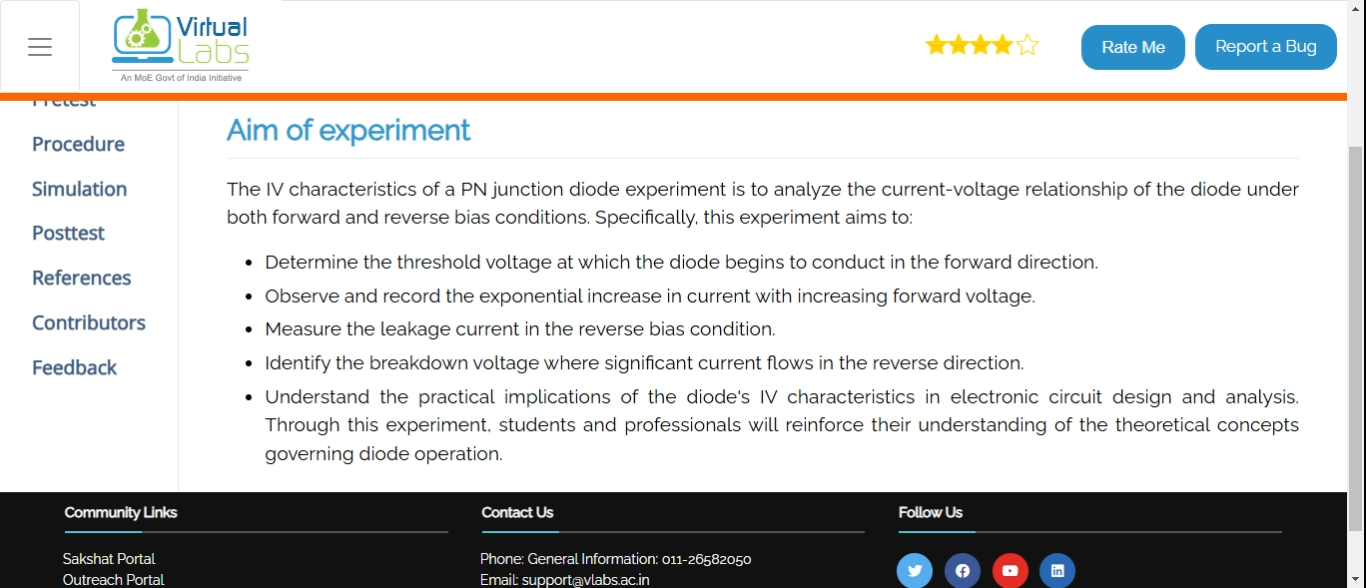 Virtual
Labs
An MoE Govt of India Initiative
Rate Me
Report a Bug
Pretest
Procedure
Simulation
Posttest
References
Contributors
Feedback
Aim of experiment
The IV characteristics of a PN junction diode experiment is to analyze the current-voltage relationship of the diode under
both forward and reverse bias conditions. Specifically, this experiment aims to:
• Determine the threshold voltage at which the diode begins to conduct in the forward direction.
• Observe and record the exponential increase in current with increasing forward voltage.
• Measure the leakage current in the reverse bias condition.
• Identify the breakdown voltage where significant current flows in the reverse direction.
• Understand the practical implications of the diode's IV characteristics in electronic circuit design and analysis.
Through this experiment, students and professionals will reinforce their understanding of the theoretical concepts
governing diode operation.
Community Links
Sakshat Portal
Outreach Portal
Contact Us
Phone: General Information: 011-26582050
Email: support@vlabs.ac.in
Follow Us